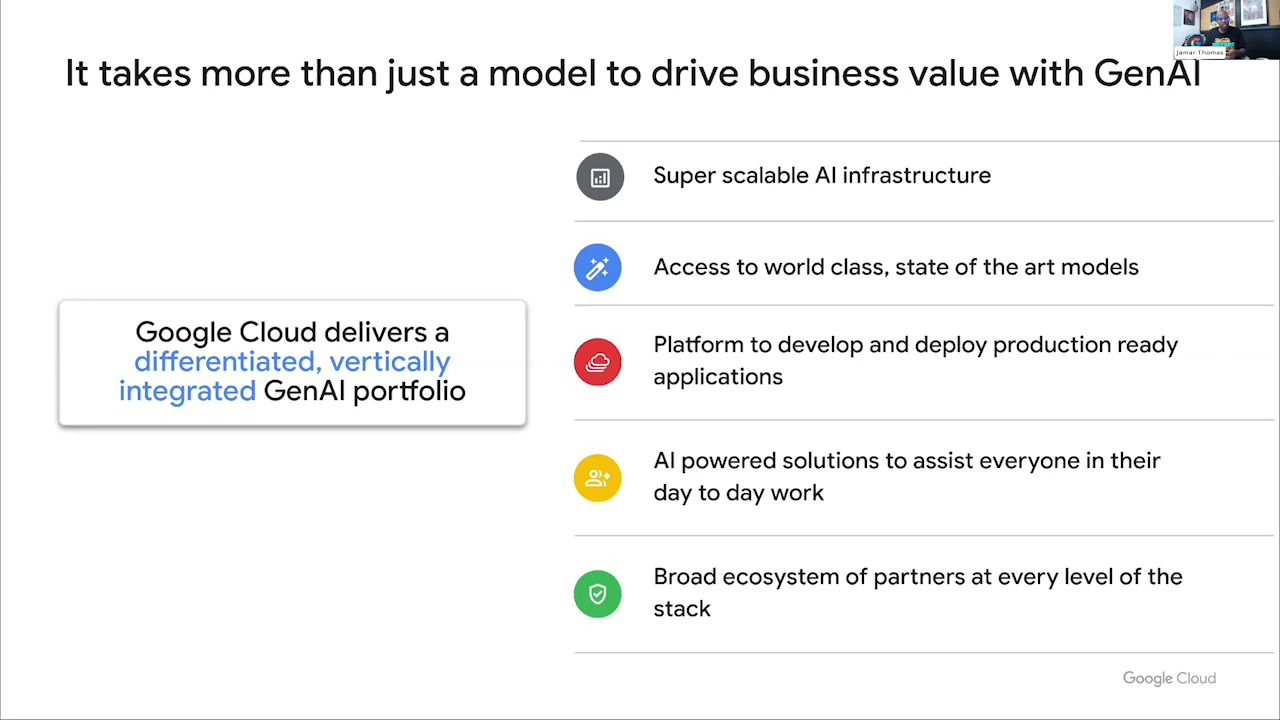 Jamar Thomas
It takes more than just a model to drive business value with GenAI
Super scalable AI infrastructure
Access to world class, state of the art models
Google Cloud delivers a
differentiated, vertically
integrated GenAI portfolio
Platform to develop and deploy production ready
applications
AI powered solutions to assist everyone in their
day to day work
Broad ecosystem of partners at every level of the
stack
Google Cloud